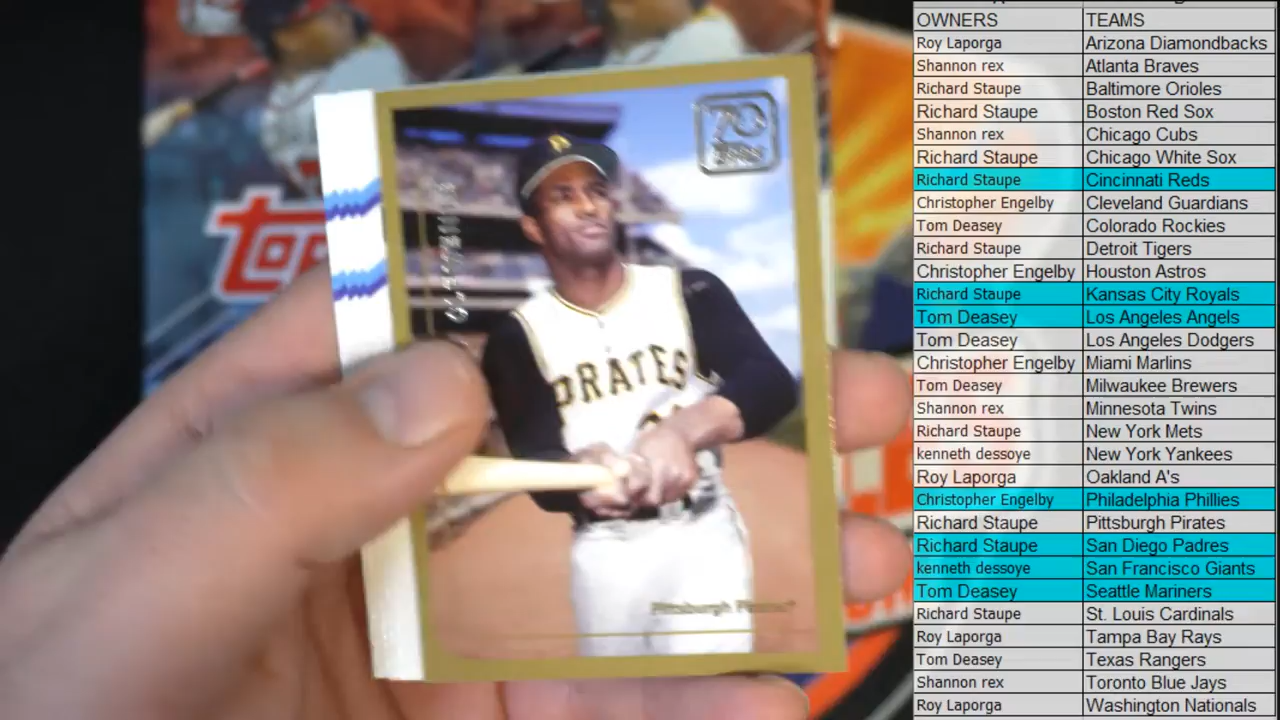 OWNERS TEAMS
Roy Laporga Arizona Diamondbacks
Shannon rex Atlanta Braves
Richard Staupe Baltimore Orioles
Richard Staupe Boston Red Sox
Shannon rex Chicago Cubs
Richard Staupe Chicago White Sox
Richard Staupe Cincinnati Reds
Christopher Engelby Cleveland Guardians
Tom Deasey Colorado Rockies
Richard Staupe Detroit Tigers
Christopher Engelby Houston Astros
Richard Staupe Kansas City Royals
Tom Deasey Los Angeles Angels
Tom Deasey Los Angeles Dodgers
Christopher Engelby Miami Marlins
Tom Deasey Milwaukee Brewers
Shannon rex Minnesota Twins
Richard Staupe New York Mets
kenneth dessoye New York Yankees
Roy Laporga Oakland A's
Christopher Engelby Philadelphia Phillies
Richard Staupe Pittsburgh Pirates
Richard Staupe San Diego Padres
kenneth dessoye San Francisco Giants
Tom Deasey Seattle Mariners
Richard Staupe St. Louis Cardinals
Roy Laporga Tampa Bay Rays
Tom Deasey Texas Rangers
Shannon rex Toronto Blue Jays
Roy Laporga Washington Nationals
70
PIRATES
Pittsburgh Pirates